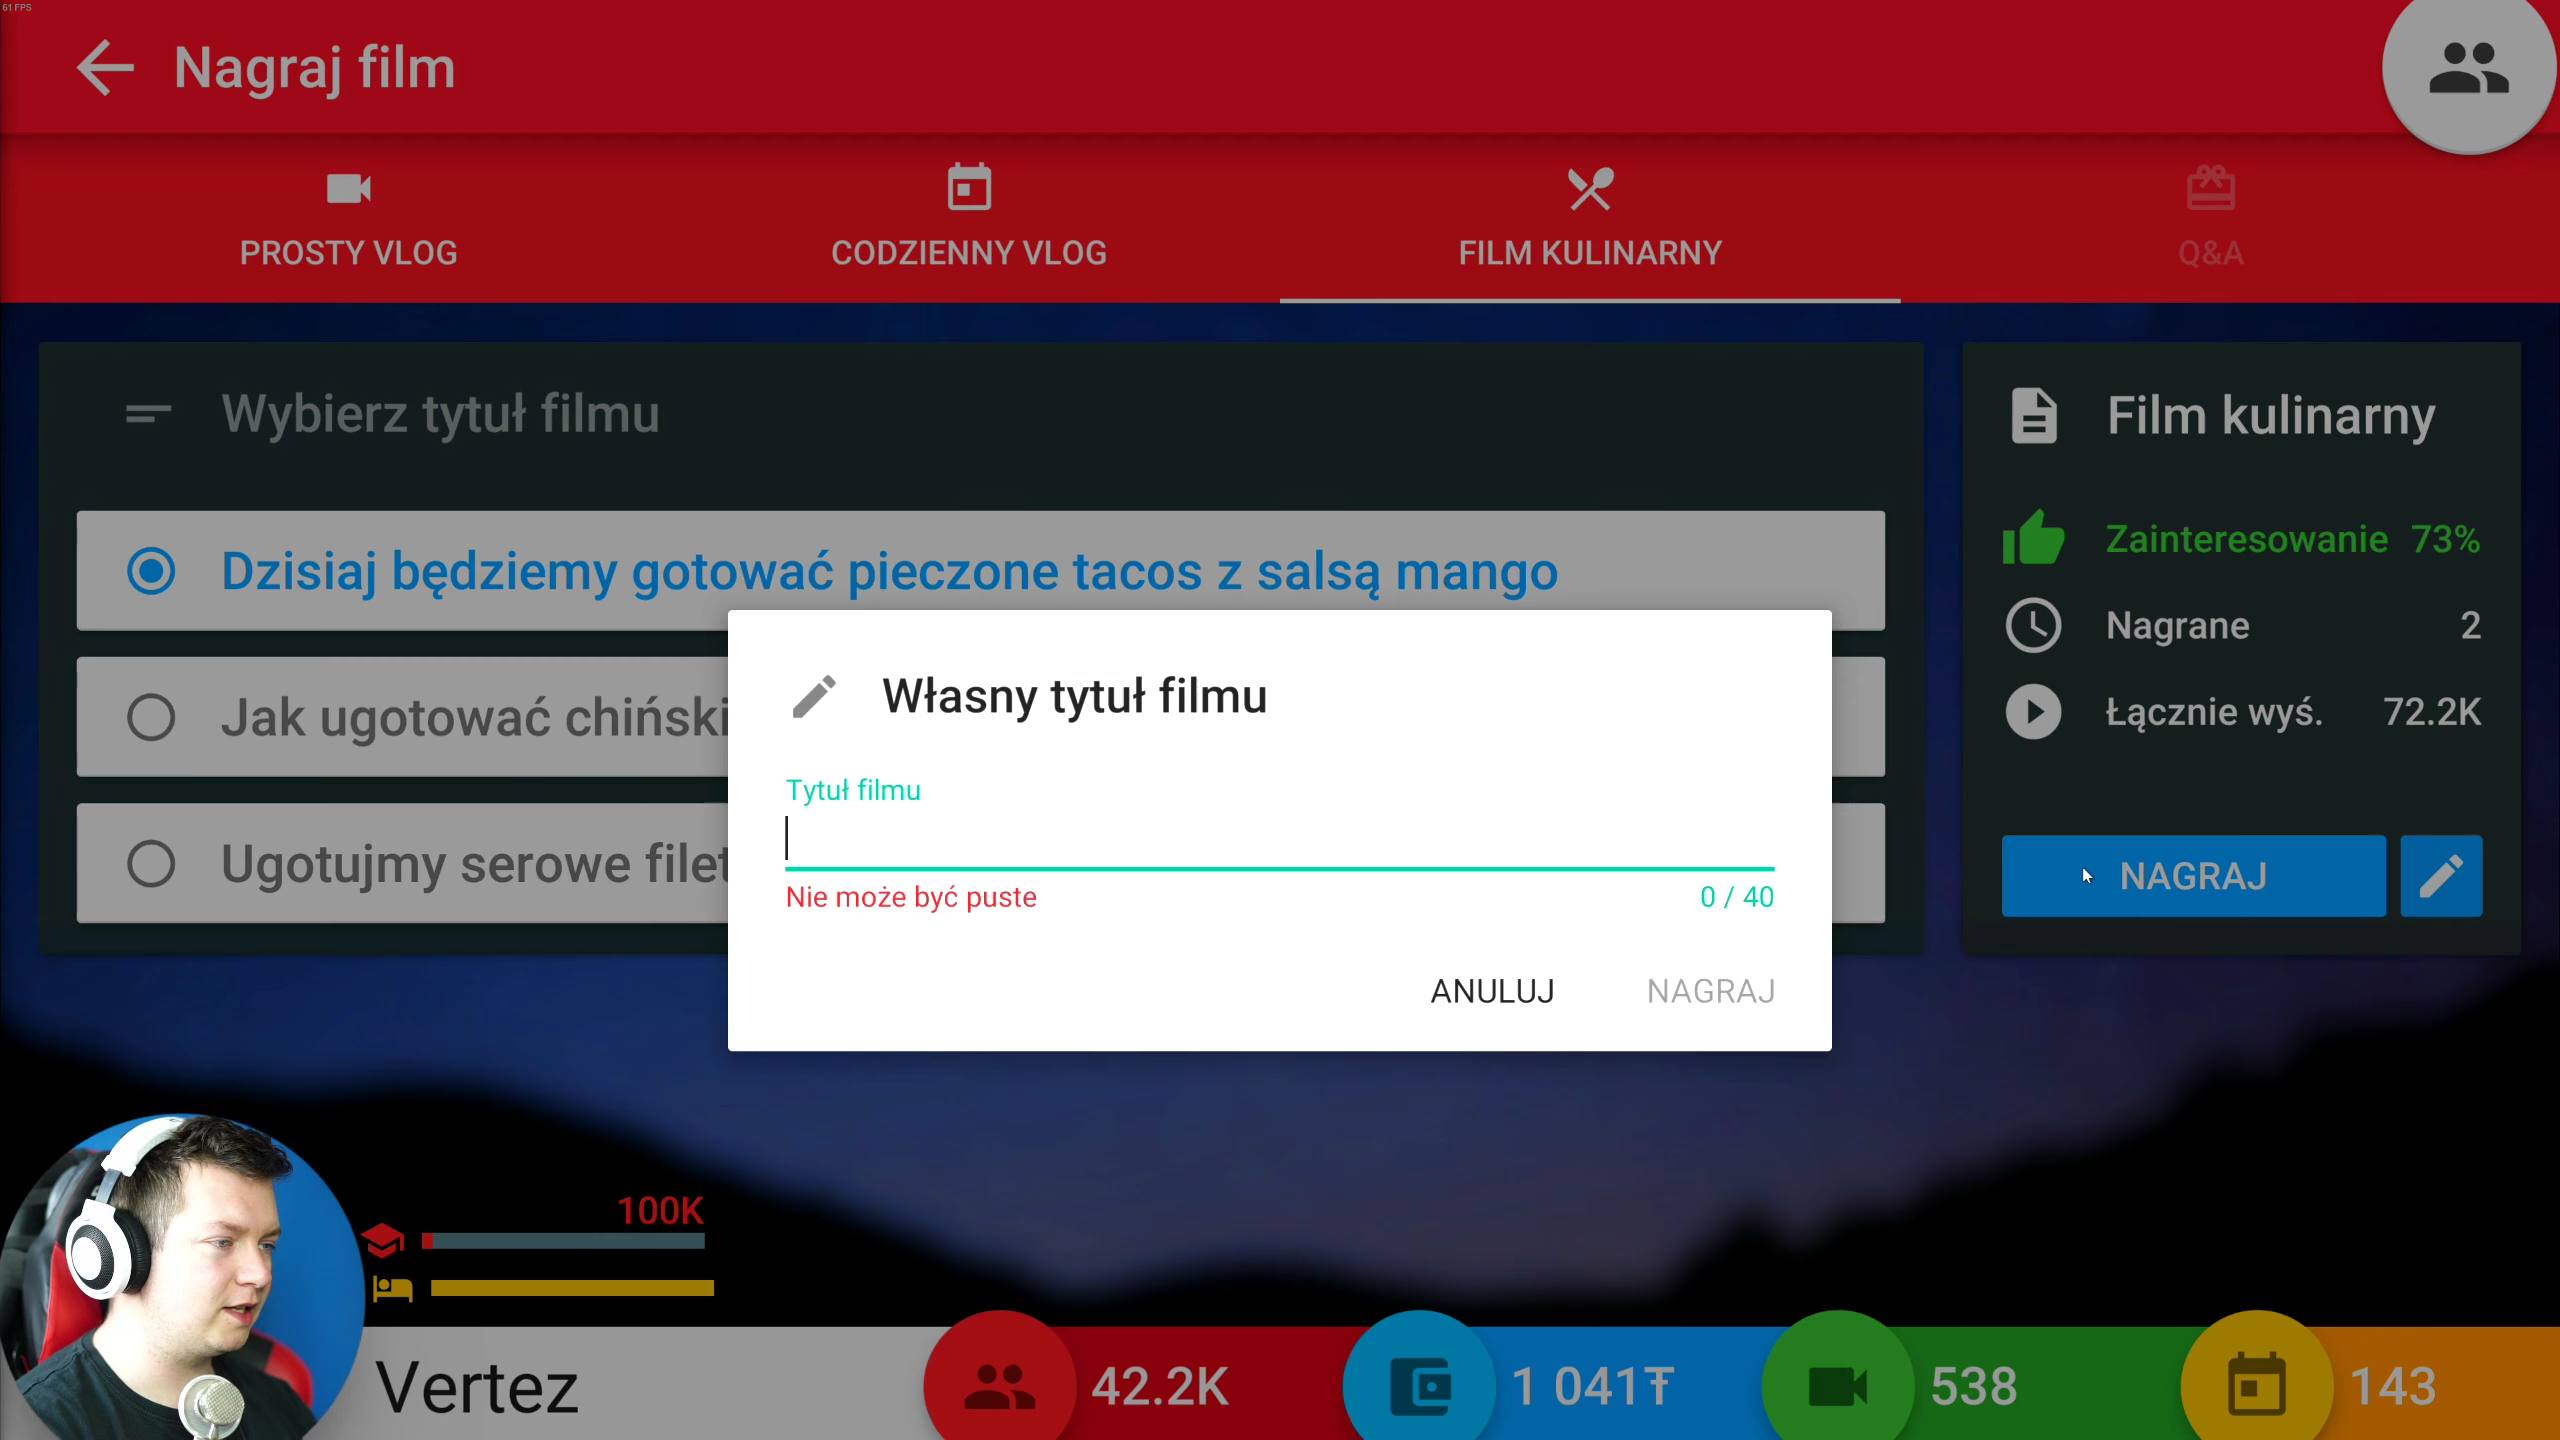 61 FPS
Nagraj film
PROSTY VLOG
CODZIENNY VLOG
FILM KULINARNY
Q&A
Wybierz tytuł filmu
Dzisiaj będziemy gotować pieczone tacos z salsą mango
Jak ugotować chiński
Ugotujmy serowe filet
Film kulinarny
Zainteresowanie 73%
Nagrane 2
Łącznie wyś. 72.2K
NAGRAJ
Własny tytuł filmu
Tytuł filmu
Nie może być puste
0 / 40
ANULUJ
NAGRAJ
100K
Vertez
42.2K
1 041Ŧ
538
143